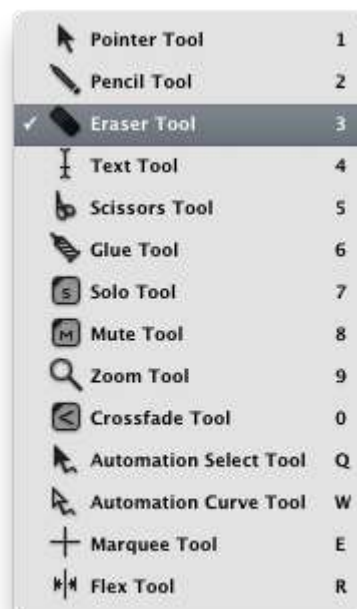 Pointer Tool 1
Pencil Tool 2
✓ Eraser Tool 3
Text Tool 4
Scissors Tool 5
Glue Tool 6
S Solo Tool 7
M Mute Tool 8
Zoom Tool 9
Crossfade Tool 0
Automation Select Tool Q
Automation Curve Tool W
Marquee Tool E
Flex Tool R